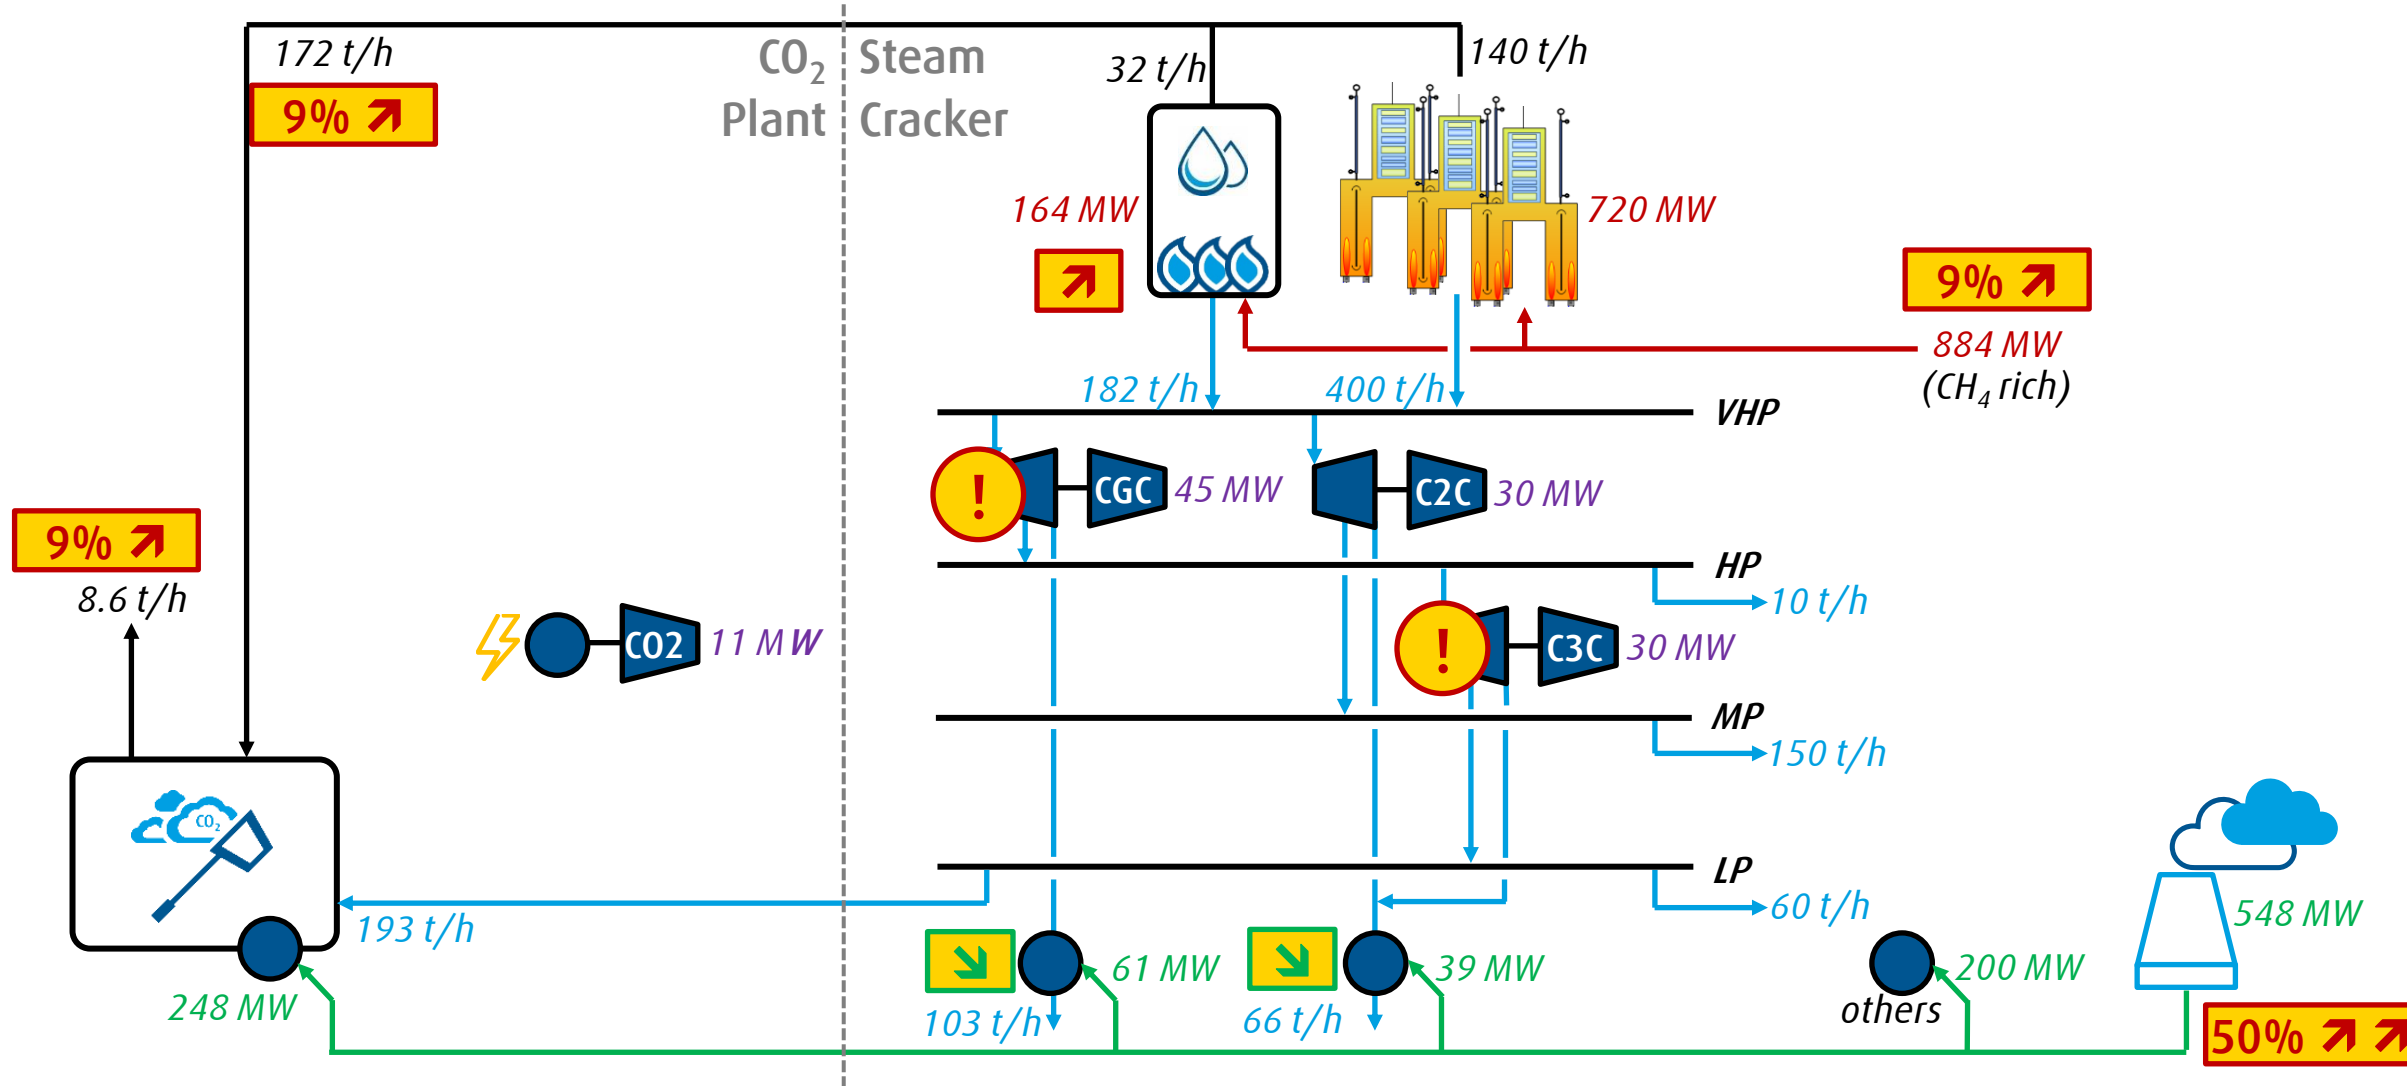 172 t/h
9%
CO₂
Plant
Steam
Cracker
32 t/h
140 t/h
164 MW
720 MW
9%
884 MW
(CH₄ rich)
182 t/h
400 t/h
VHP
!
CGC
45 MW
C2C
30 MW
9%
8.6 t/h
HP
10 t/h
CO2
11 MW
!
C3C
30 MW
MP
150 t/h
CO₂
LP
193 t/h
60 t/h
548 MW
248 MW
61 MW
103 t/h
39 MW
66 t/h
200 MW
others
50%